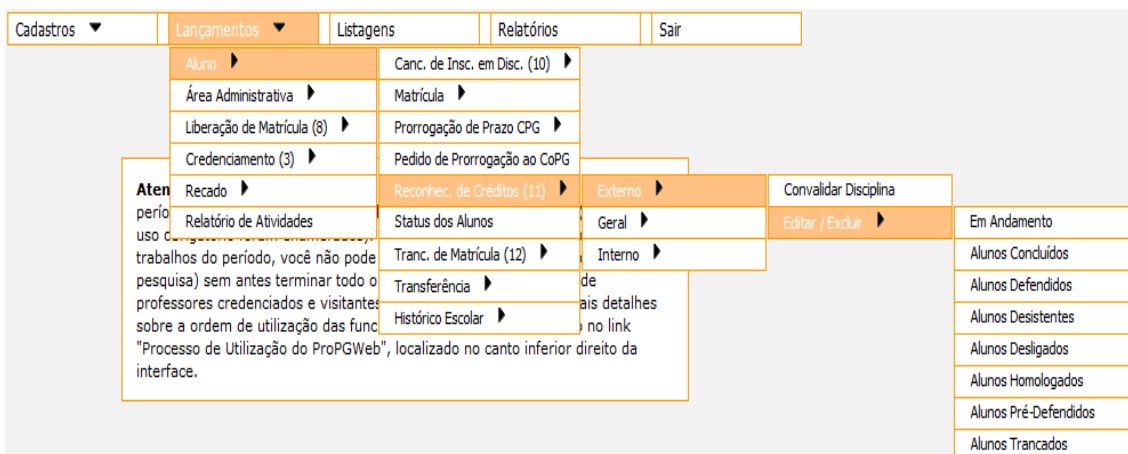 Cadastros Lançamentos Listagens Relatórios Sair
Aluno
Área Administrativa
Liberação de Matrícula (8)
Credenciamento (3)
Recado
Relatório de Atividades
Canc. de Insc. em Disc. (10)
Matrícula
Prorrogação de Prazo CPG
Pedido de Prorrogação ao CoPG
Reconhec. de Créditos (11)
Status dos Alunos
Tranc. de Matrícula (12)
Transferência
Histórico Escolar
Externo
Geral
Interno
Convalidar Disciplina
Editar / Excluir
Em Andamento
Alunos Concluídos
Alunos Defendidos
Alunos Desistentes
Alunos Desligados
Alunos Homologados
Alunos Pré-Defendidos
Alunos Trancados
Aten
perío
uso
trabalhos do período, você não pode
pesquisa) sem antes terminar todo o de
professores credenciados e visitantes ais detalhes
sobre a ordem de utilização das func no link
"Processo de Utilização do ProPGWeb", localizado no canto inferior direito da
interface.